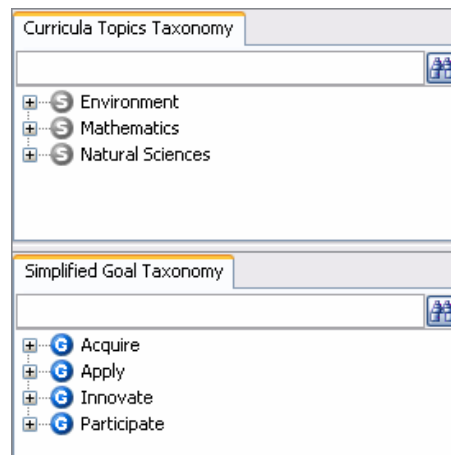 Curricula Topics Taxonomy
S Environment
S Mathematics
S Natural Sciences
Simplified Goal Taxonomy
G Acquire
G Apply
G Innovate
G Participate